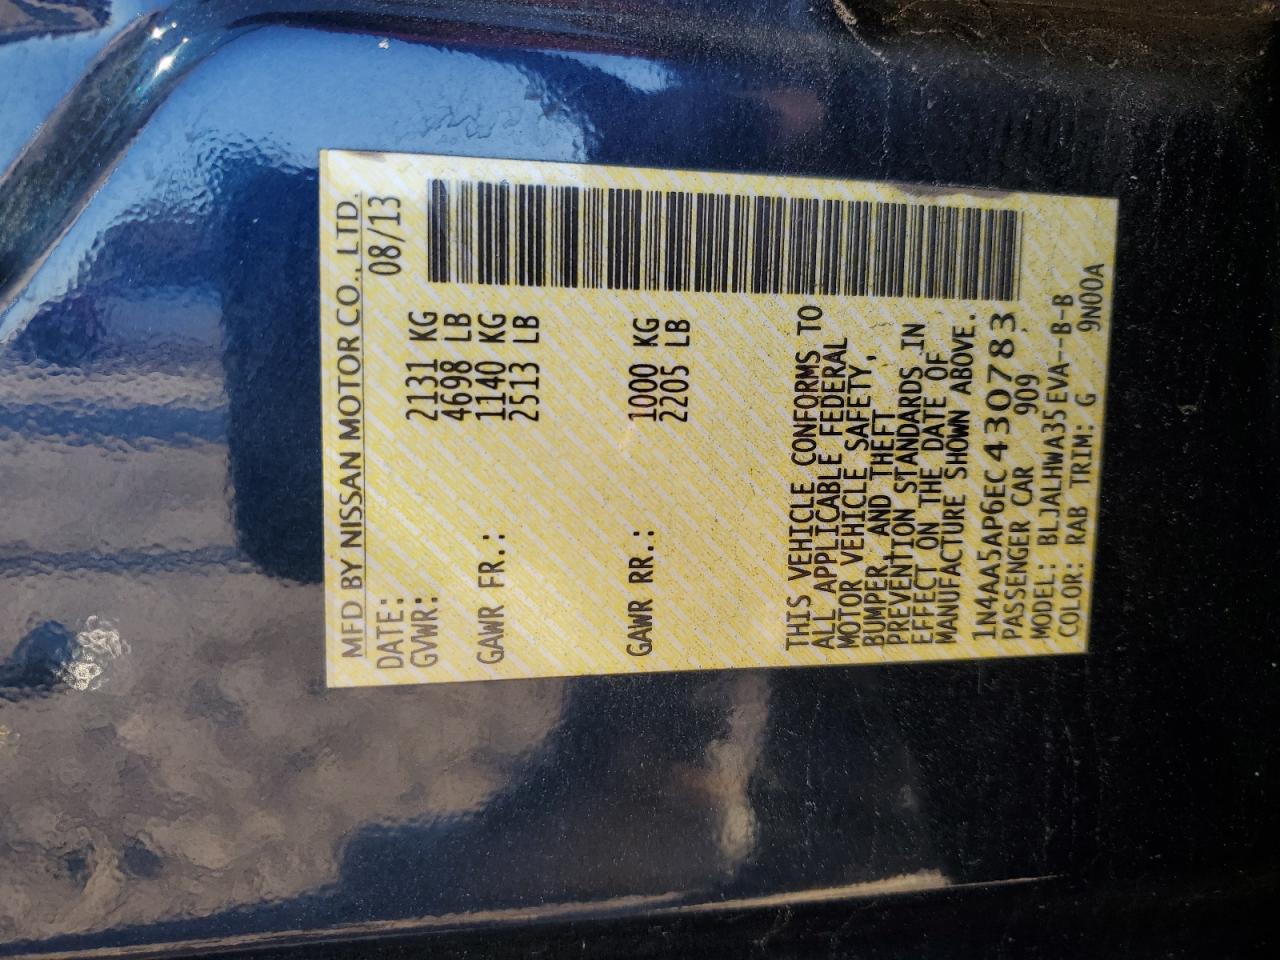 MFD BY NISSAN MOTOR CO., LTD.
DATE: 08/13
GVWR: 2131 KG
4698 LB
GAWR FR.: 1140 KG
2513 LB
GAWR RR.: 1000 KG
2205 LB
THIS VEHICLE CONFORMS TO
ALL APPLICABLE FEDERAL
MOTOR VEHICLE SAFETY,
BUMPER AND THEFT
PREVENTION STANDARDS IN
EFFECT ON THE DATE OF
MANUFACTURE SHOWN ABOVE.
1N4AA5AP6EC430783
PASSENGER CAR 909
MODEL: BLJALHWA35EVA--B-B
COLOR: RAB TRIM: G 9N00A